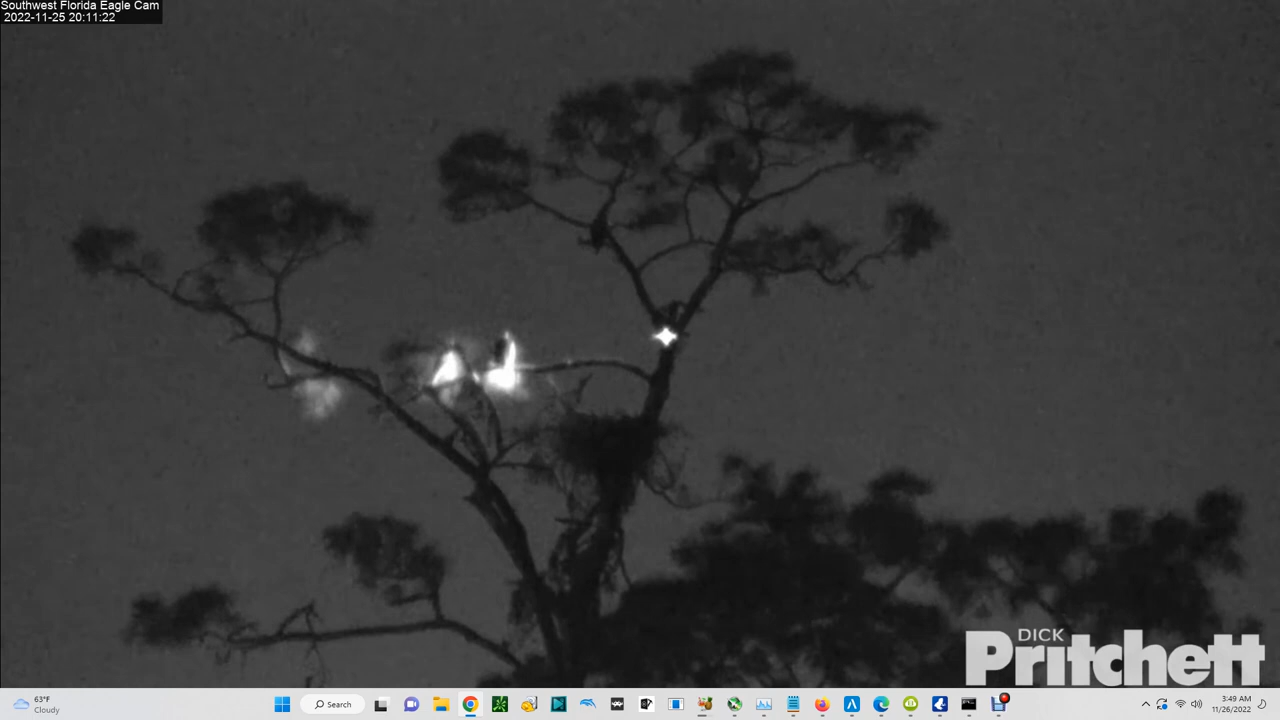 Southwest Florida Eagle Cam
2022-11-25 20:11:22
DICK
Pritchett
63°F
Cloudy
Search
3:49 AM
11/26/2022